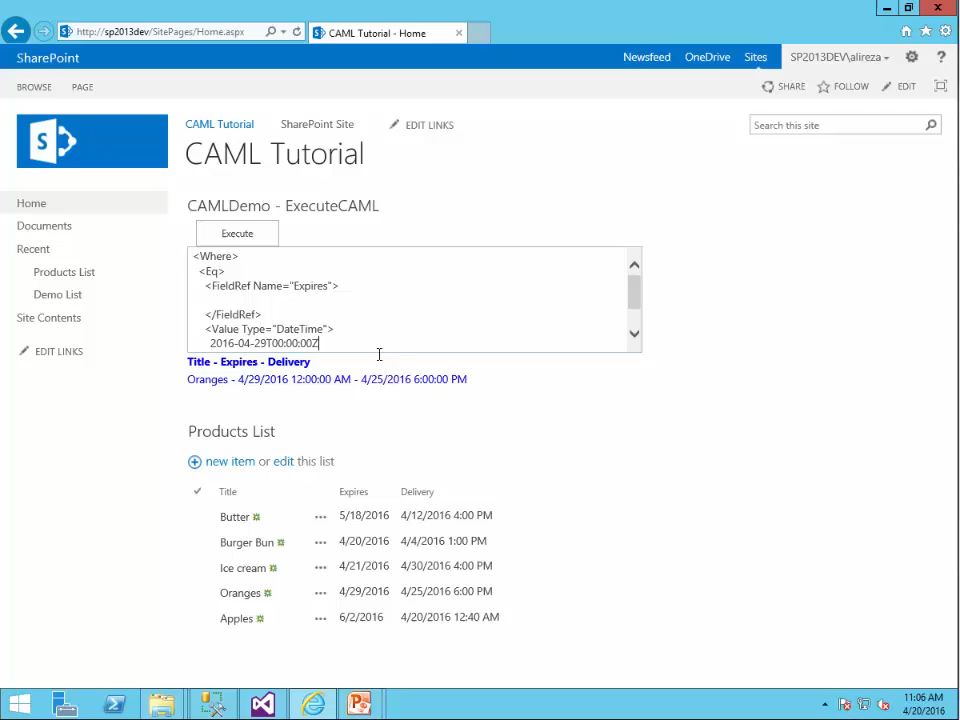 http://sp2013dev/SitePages/Home.aspx
CAML Tutorial - Home
SharePoint
Newsfeed OneDrive Sites SP2013DEV\alireza
BROWSE PAGE
SHARE FOLLOW EDIT
CAML Tutorial SharePoint Site EDIT LINKS
Search this site
CAML Tutorial
Home
Documents
Recent
Products List
Demo List
Site Contents
EDIT LINKS
CAMLDemo - ExecuteCAML
Execute
<Where>
<Eq>
<FieldRef Name="Expires">
</FieldRef>
<Value Type="DateTime">
2016-04-29T00:00:00Z
Title - Expires - Delivery
Oranges - 4/29/2016 12:00:00 AM - 4/25/2016 6:00:00 PM
Products List
new item or edit this list
Title Expires Delivery
Butter 5/18/2016 4/12/2016 4:00 PM
Burger Bun 4/20/2016 4/4/2016 1:00 PM
Ice cream 4/21/2016 4/30/2016 4:00 PM
Oranges 4/29/2016 4/25/2016 6:00 PM
Apples 6/2/2016 4/20/2016 12:40 AM
11:06 AM
4/20/2016